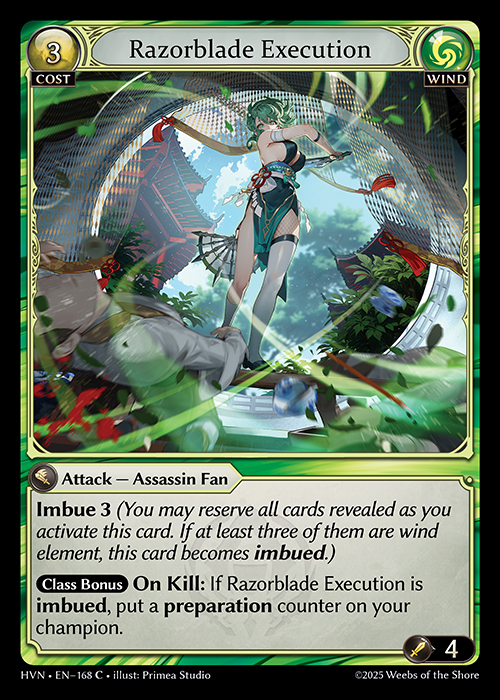 3
Razorblade Execution
COST
WIND
Attack — Assassin Fan
Imbue 3 (You may reserve all cards revealed as you
activate this card. If at least three of them are wind
element, this card becomes imbued.)
Class Bonus On Kill: If Razorblade Execution is
imbued, put a preparation counter on your
champion.
4
HVN • EN-168 C • illust: Primea Studio
©2025 Weebs of the Shore